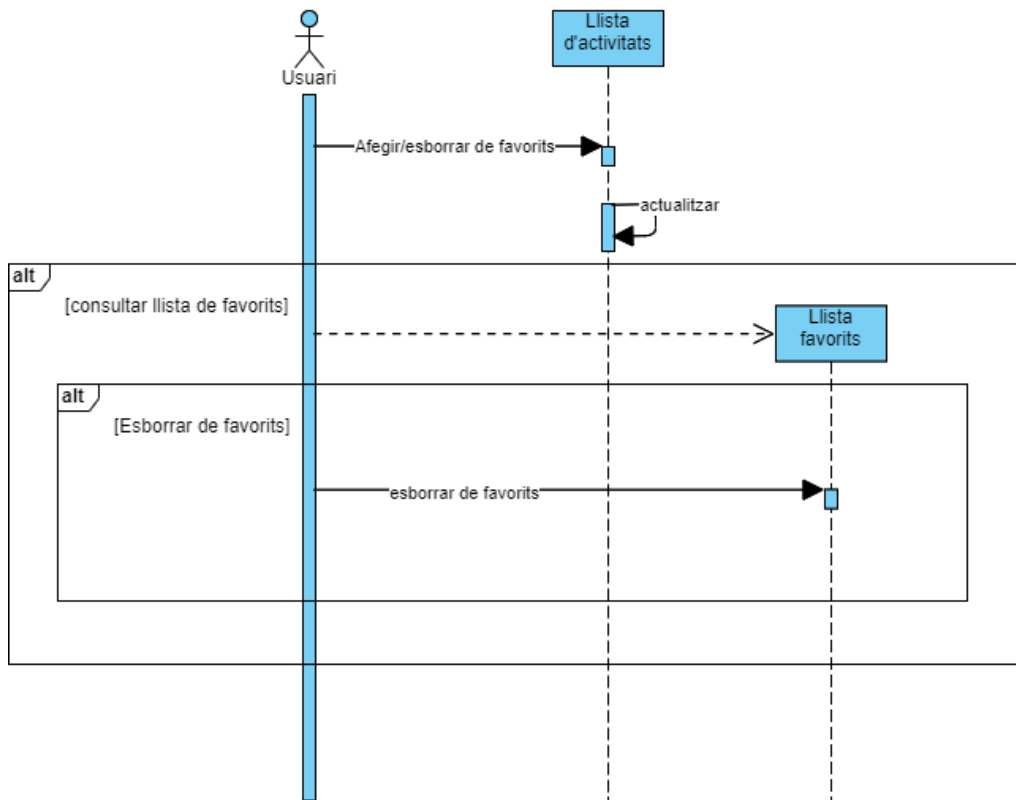 Llista
d'activitats
Usuari
Afegir/esborrar de favorits
actualitzar
alt
[consultar llista de favorits]
Llista
favorits
alt
[Esborrar de favorits]
esborrar de favorits